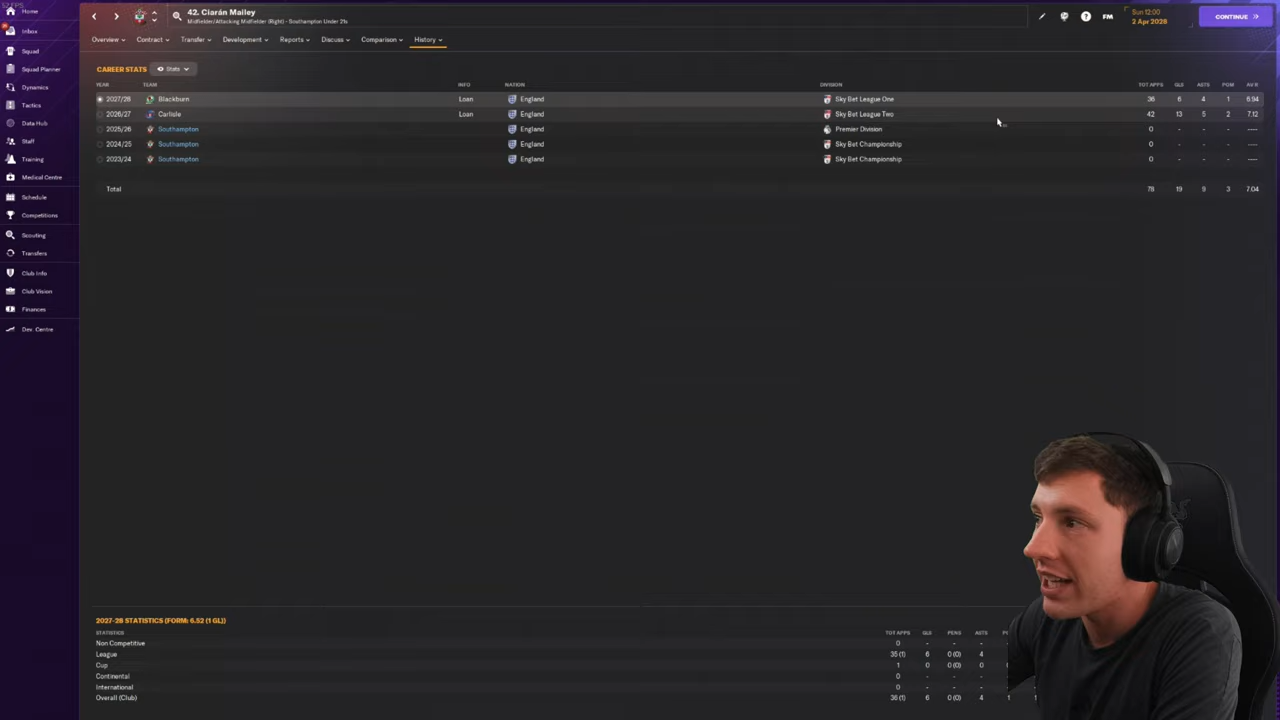 Home
42. Ciarán Mailey
Midfielder/Attacking Midfielder (Right) - Southampton Under 21s
FM
Sun 12:00
2 Apr 2028
CONTINUE
Inbox
Squad
Squad Planner
Dynamics
Tactics
Data Hub
Staff
Training
Medical Centre
Schedule
Competitions
Scouting
Transfers
Club Info
Club Vision
Finances
Dev. Centre
Overview
Contract
Transfer
Development
Reports
Discuss
Comparison
History
CAREER STATS
Stats
YEAR TEAM INFO NATION DIVISION TOT APPS GLS ASTS POM AV R
2027/28 Blackburn Loan England Sky Bet League One 36 6 4 1 6.94
2026/27 Carlisle Loan England Sky Bet League Two 42 13 5 2 7.12
2025/26 Southampton England Premier Division 0 - - - ----
2024/25 Southampton England Sky Bet Championship 0 - - - ----
2023/24 Southampton England Sky Bet Championship 0 - - - ----
Total 78 19 9 3 7.04
2027-28 STATISTICS (FORM: 6.52 (1 GL))
STATISTICS TOT APPS GLS PENS ASTS
Non Competitive 0 - - -
League 35 (1) 6 0 (0) 4
Cup 1 0 0 (0) 0
Continental 0 - - -
International 0 - - -
Overall (Club) 36 (1) 6 0 (0) 4 1